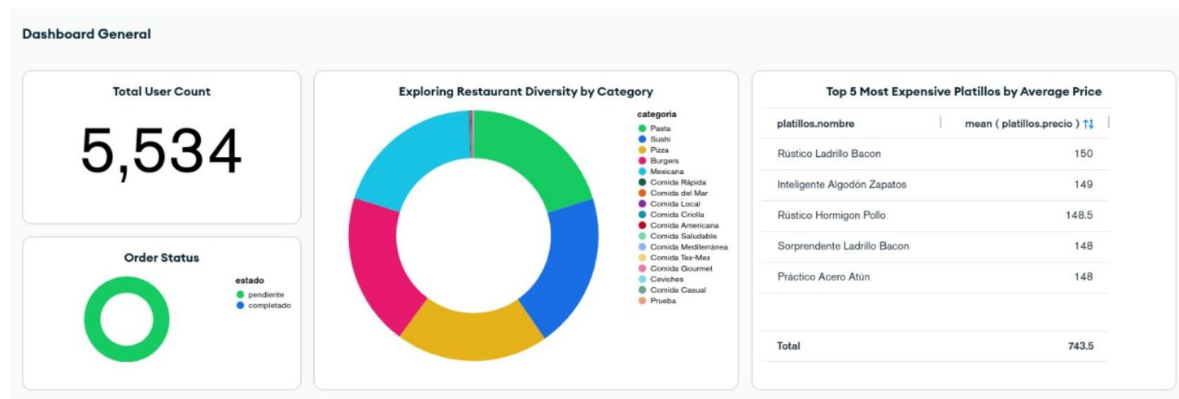 Dashboard General
Total User Count
5,534
Order Status
estado
pendiente
completado
Exploring Restaurant Diversity by Category
categoria
Pasta
Sushi
Pizza
Burgers
Mexicana
Comida Rápida
Comida del Mar
Comida Local
Comida Criolla
Comida Americana
Comida Saludable
Comida Mediterránea
Comida Tex-Mex
Comida Gourmet
Ceviches
Comida Casual
Prueba
Top 5 Most Expensive Platillos by Average Price
platillos.nombre mean ( platillos.precio )
Rústico Ladrillo Bacon 150
Inteligente Algodón Zapatos 149
Rústico Hormigon Pollo 148.5
Sorprendente Ladrillo Bacon 148
Práctico Acero Atún 148
Total 743.5